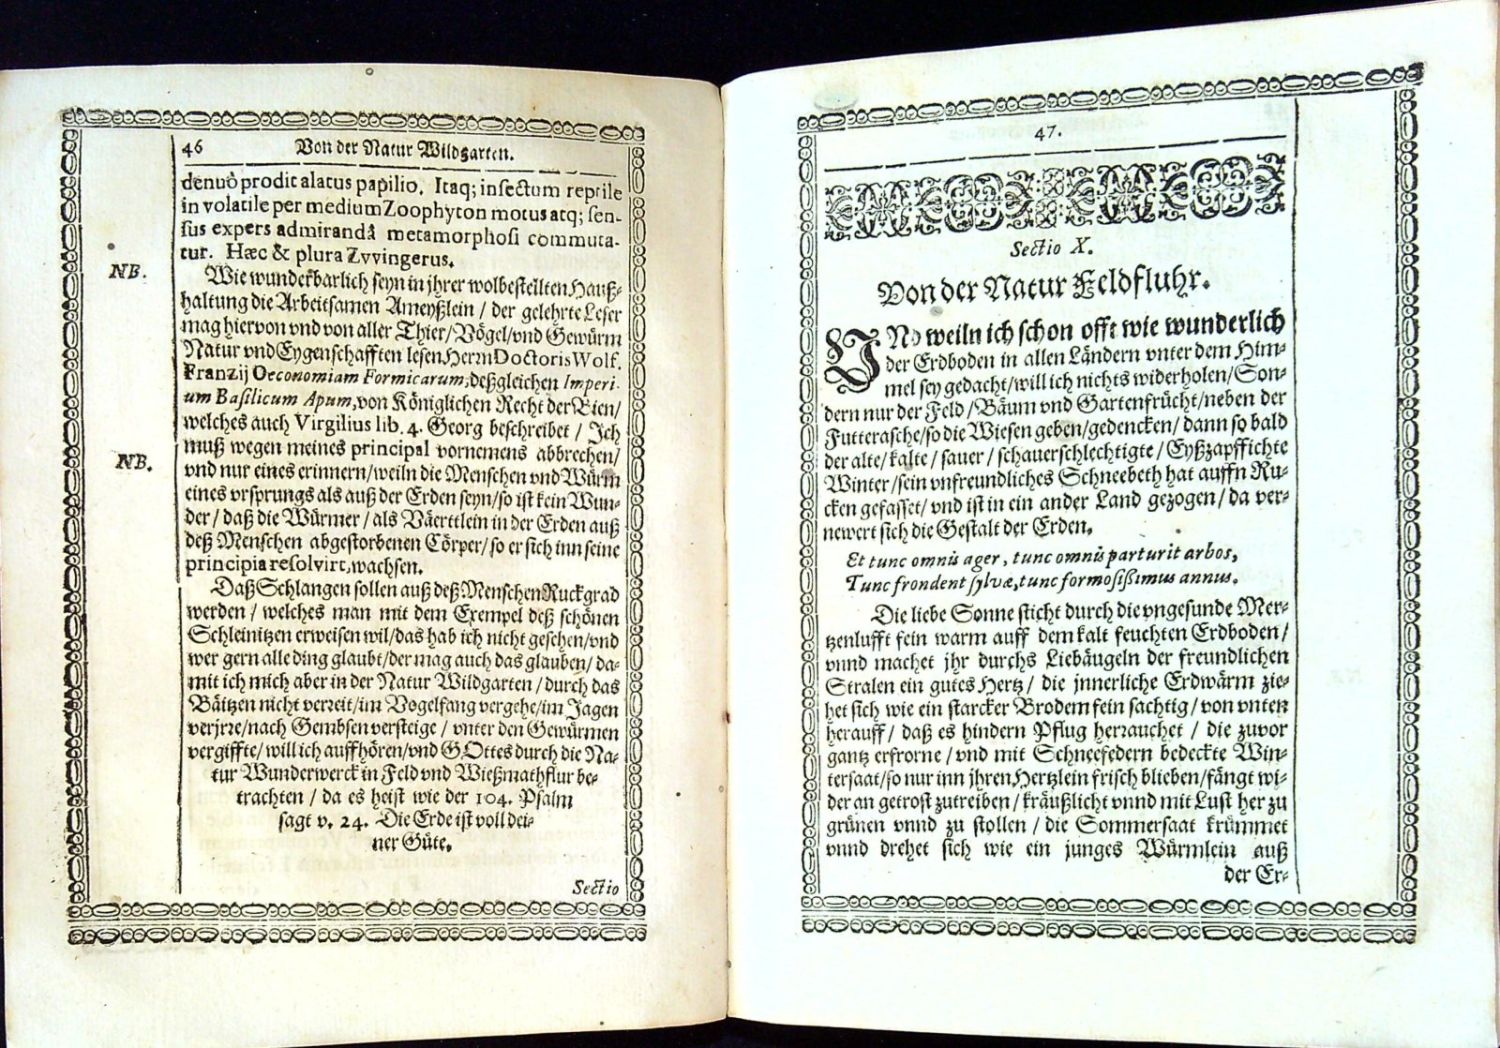 46 Von der Natur Wildgarten.
denuò prodit alatus papilio. Itaq; insectum reptile
in volatile per medium Zoophyton motus atq; sen-
sus expers admirandâ metamorphosi commuta-
tur. Hæc & plura Zvvingerus.
NB.
Wie wunderbarlich seyn in jhrer wolbestellten Hauß-
haltung die Arbeitsamen Ameyßlein / der gelehrte Leser
mag hiervon vnd von aller Thier/Vögel/vnd Gewürm
Natur vnd Eygenschafften lesen Herrn Doctoris Wolf.
Franzij Oeconomiam Formicarum, deßgleichen Imperi-
um Basilicum Apum, von Königlichen Recht der Bien/
welches auch Virgilius lib. 4. Georg beschreibet / Jch
muß wegen meines principal vornemens abbrechen/
NB.
vnd nur eines erinnern/weiln die Menschen vnd Würm
eines vrsprungs als auß der Erden seyn/so ist kein Wun-
der/ daß die Würmer/ als Väerttlein in der Erden auß
deß Menschen abgestorbenen Cörper/so er sich inn seine
principia resolvirt, wachsen.
Daß Schlangen sollen auß deß Menschen Ruckgrad
werden / welches man mit dem Exempel deß schönen
Schleinitzen erweisen wil/das hab ich nicht gesehen/vnd
wer gern alle ding glaubt/der mag auch das glauben/ da-
mit ich mich aber in der Natur Wildgarten / durch das
Bäitzen nicht verreit/im Vogelfang vergehe/im Jagen
verjrre/nach Gembsen versteige / vnter den Gewürmen
vergiffte/ will ich auffhören/vnd GOttes durch die Na-
tur Wunderwerck in Feld vnd Wießmathflur be-
trachten / da es heist wie der 104. Psalm
sagt v. 24. Die Erde ist voll dei-
ner Güte.
Sectio
47.
Sectio X.
Von der Natur Feldfluhr.
VNd weiln ich schon offt wie wunderlich
der Erdboden in allen Ländern vnter dem Him-
mel sey gedacht/will ich nichts widerholen/Son-
dern nur der Feld / Bäum vnd Gartenfrücht/neben der
Futterasche/so die Wiesen geben/gedencken/ dann so bald
der alte/ kalte / sauer / schauerschlechtigte / Eyßzapffichte
Winter/ sein vnfreundliches Schneebeth hat auffn Ru-
cken gefasset/ vnd ist in ein ander Land gezogen/ da ver-
newert sich die Gestalt der Erden.
Et tunc omnis ager, tunc omnis parturit arbos,
Tunc frondent sylvæ, tunc formosissimus annus.
Die liebe Sonne sticht durch die vngesunde Mer-
tzenlufft fein warm auff dem kalt feuchten Erdboden/
vnnd machet jhr durchs Liebäugeln der freundlichen
Stralen ein gutes Hertz/ die jnnerliche Erdwärm zie-
het sich wie ein starcker Brodem fein sachtig/ von vnten
herauff/ daß es hindern Pflug herrauchet / die zuvor
gantz erfrorne / vnd mit Schneefedern bedeckte Win-
tersaat/so nur inn jhren Hertzlein frisch blieben/fängt wi-
der an getrost zutreiben/ kräußlicht vnnd mit Lust her zu
grünen vnnd zu stollen / die Sommersaat krümmet
vnnd drehet sich wie ein junges Würmlein auß
der Er-